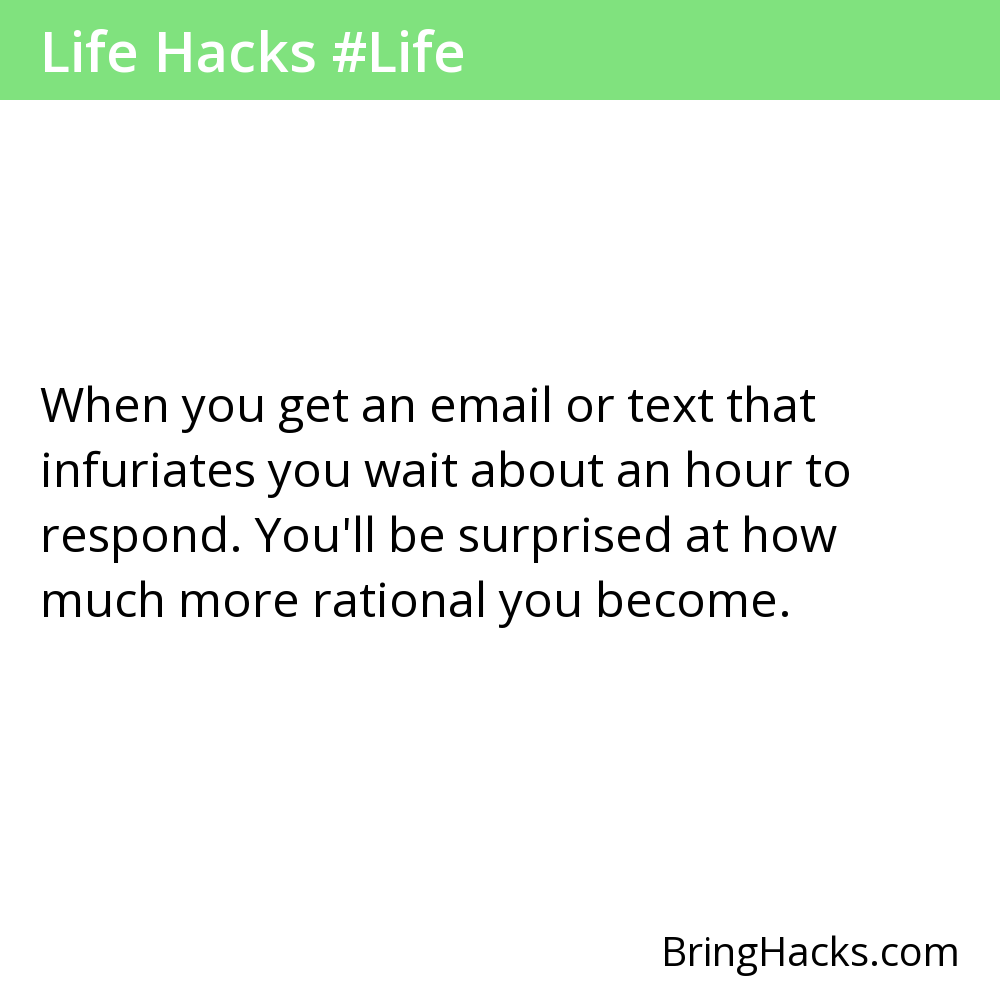 Life Hacks #Life
When you get an email or text that
infuriates you wait about an hour to
respond. You'll be surprised at how
much more rational you become.
BringHacks.com